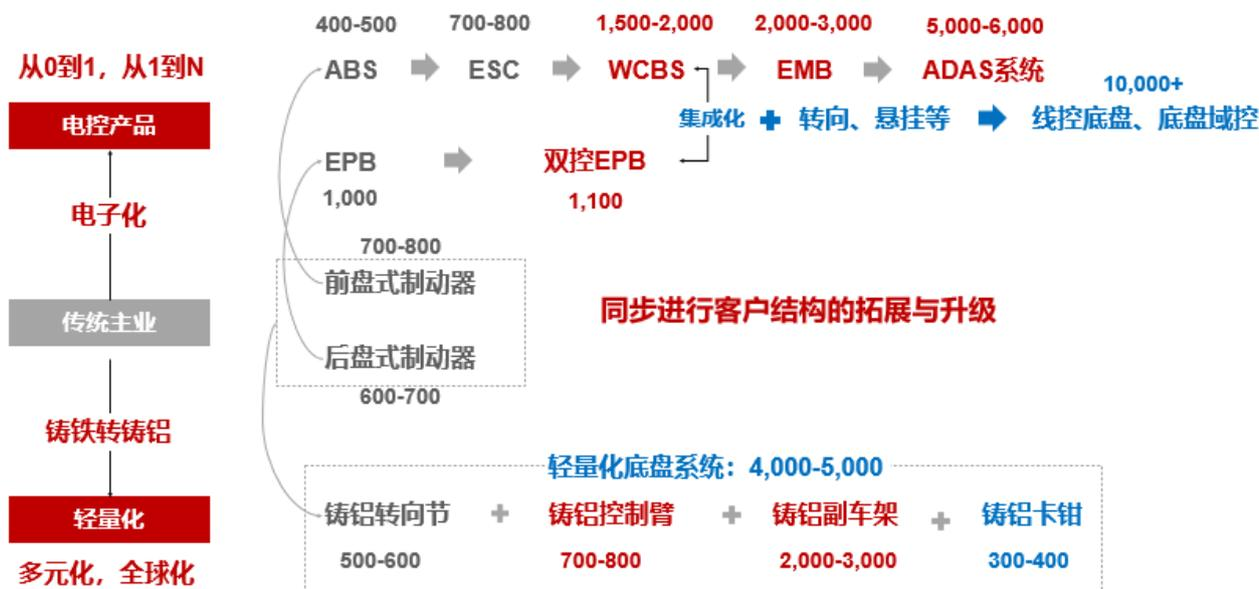 400-500 700-800 1,500-2,000 2,000-3,000 5,000-6,000
从0到1，从1到N ABS ESC WCBS EMB ADAS系统
10,000+
电控产品 集成化 转向、悬挂等 线控底盘、底盘域控
EPB 双控EPB
1,000 1,100
电子化
700-800
前盘式制动器
传统主业 同步进行客户结构的拓展与升级
后盘式制动器
600-700
铸铁转铸铝
轻量化底盘系统：4,000-5,000
轻量化 铸铝转向节 + 铸铝控制臂 + 铸铝副车架 + 铸铝卡钳
500-600 700-800 2,000-3,000 300-400
多元化，全球化